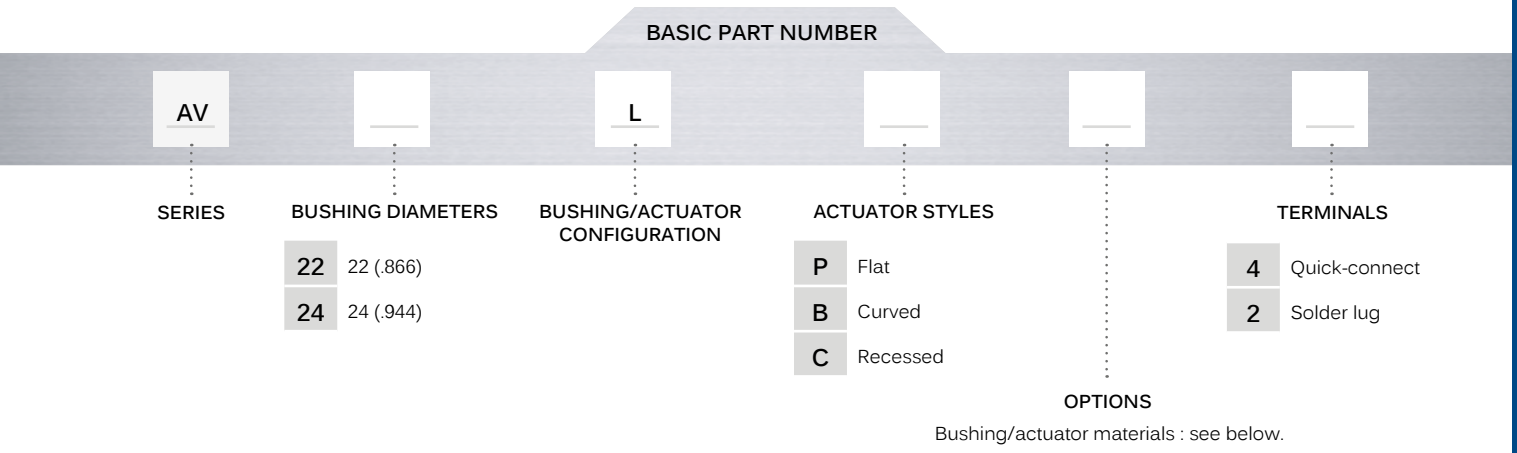 BASIC PART NUMBER
AV
L
SERIES
BUSHING DIAMETERS
22 22 (.866)
24 24 (.944)
BUSHING/ACTUATOR
CONFIGURATION
ACTUATOR STYLES
P Flat
B Curved
C Recessed
OPTIONS
Bushing/actuator materials : see below.
TERMINALS
4 Quick-connect
2 Solder lug